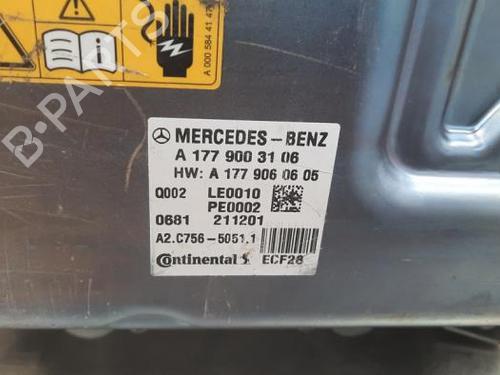 A 000 584 41 4
MERCEDES-BENZ
A 177 900 31 06
HW: A 177 906 06 05
Q002 LE0010
PE0002
0681 211201
A2.C756-5051.1
Continental ECF28
B-PARTS